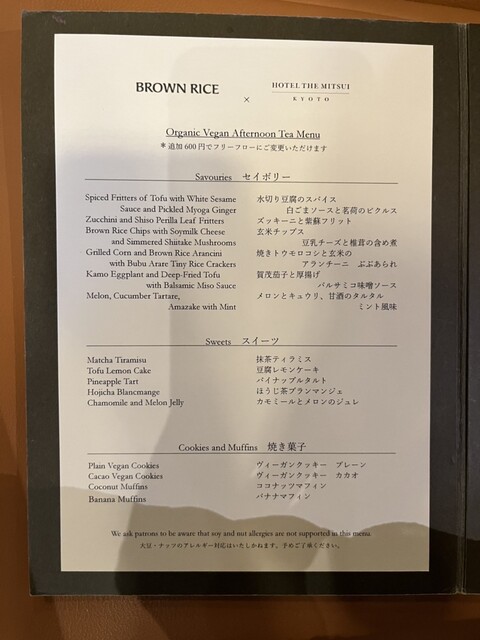 BROWN RICE
×
HOTEL THE MITSUI
KYOTO
Organic Vegan Afternoon Tea Menu
*追加 600 円でフリーフローにご変更いただけます
Savouries セイボリー
Spiced Fritters of Tofu with White Sesame 水切り豆腐のスパイス
Sauce and Pickled Myoga Ginger 白ごまソースと茗荷のピクルス
Zucchini and Shiso Perilla Leaf Fritters ズッキーニと紫蘇フリット
Brown Rice Chips with Soymilk Cheese 玄米チップス
and Simmered Shiitake Mushrooms 豆乳チーズと椎茸の含め煮
Grilled Corn and Brown Rice Arancini 焼きトウモロコシと玄米の
with Bubu Arare Tiny Rice Crackers アランチーニ ぶぶあられ
Kamo Eggplant and Deep-Fried Tofu 賀茂茄子と厚揚げ
with Balsamic Miso Sauce バルサミコ味噌ソース
Melon, Cucumber Tartare, メロンとキュウリ、甘酒のタルタル
Amazake with Mint ミント風味
Sweets スイーツ
Matcha Tiramisu 抹茶ティラミス
Tofu Lemon Cake 豆腐レモンケーキ
Pineapple Tart パイナップルタルト
Hojicha Blancmange ほうじ茶ブランマンジェ
Chamomile and Melon Jelly カモミールとメロンのジュレ
Cookies and Muffins 焼き菓子
Plain Vegan Cookies ヴィーガンクッキー プレーン
Cacao Vegan Cookies ヴィーガンクッキー カカオ
Coconut Muffins ココナッツマフィン
Banana Muffins バナナマフィン
We ask patrons to be aware that soy and nut allergies are not supported in this menu.
大豆・ナッツのアレルギー対応はいたしかねます。予めご了承ください。